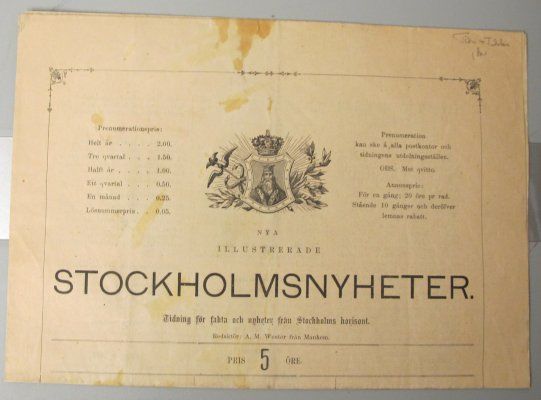 Prenumerationspris:
Helt år . . . . 2.00.
Tre qvartal . . . 1.50.
Halft år . . . . 1.00.
Ett qvartal . . . 0.50.
En månad . . . 0.25.
Lösnummerpris . . 0.05.
Prenumeration
kan ske å alla postkontor och
tidningens utdelningsställen.
OBS. Mot qvitto.
Annonspris:
För en gång: 20 öre pr rad.
Stående 10 gånger och deröfver
lemnas rabatt.
NYA
ILLUSTRERADE
STOCKHOLMSNYHETER.
Tidning för fakta och nyheter från Stockholms horisont.
Redaktör: A. M. Wester från
PRIS 5 ÖRE.